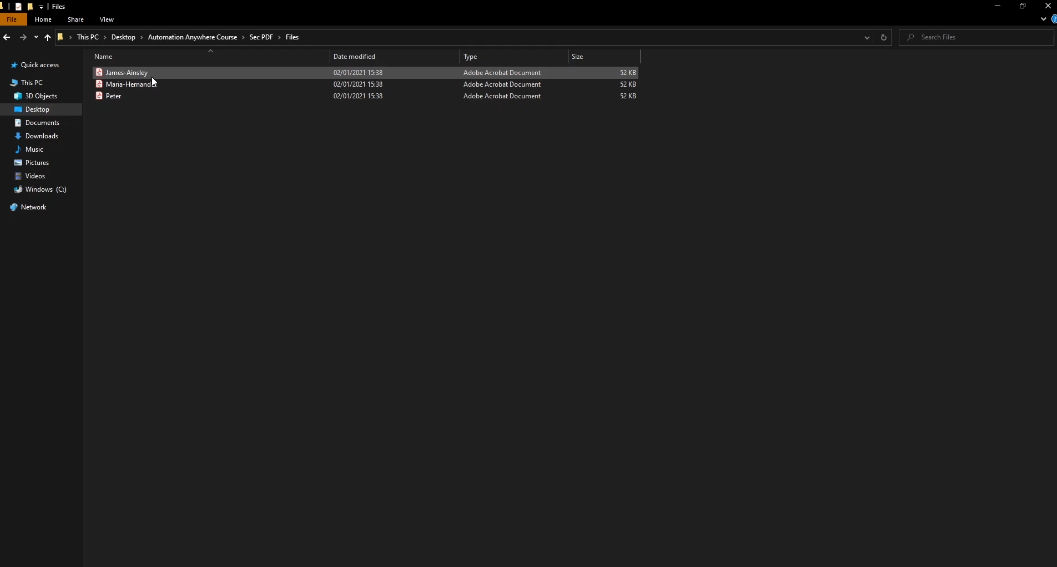 Files
File Home Share View
This PC > Desktop > Automation Anywhere Course > Sec PDF > Files
Search Files
Name Date modified Type Size
Quick access
This PC
3D Objects
Desktop
Documents
Downloads
Music
Pictures
Videos
Windows (C:)
Network
James-Ainsley 02/01/2021 15:38 Adobe Acrobat Document 52 KB
Maria-Hernandez 02/01/2021 15:38 Adobe Acrobat Document 52 KB
Peter 02/01/2021 15:38 Adobe Acrobat Document 52 KB